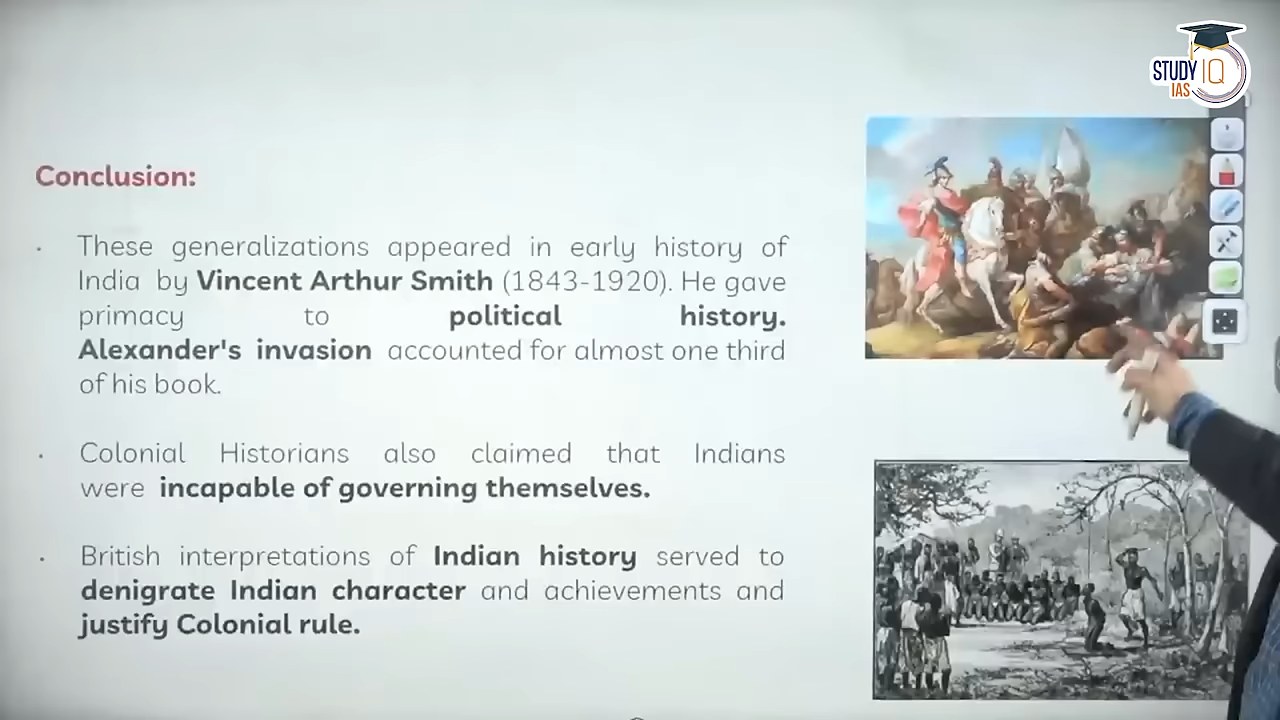 STUDY IQ
IAS
Conclusion:
· These generalizations appeared in early history of
India by Vincent Arthur Smith (1843-1920). He gave
primacy to political history.
Alexander's invasion accounted for almost one third
of his book.
· Colonial Historians also claimed that Indians
were incapable of governing themselves.
· British interpretations of Indian history served to
denigrate Indian character and achievements and
justify Colonial rule.